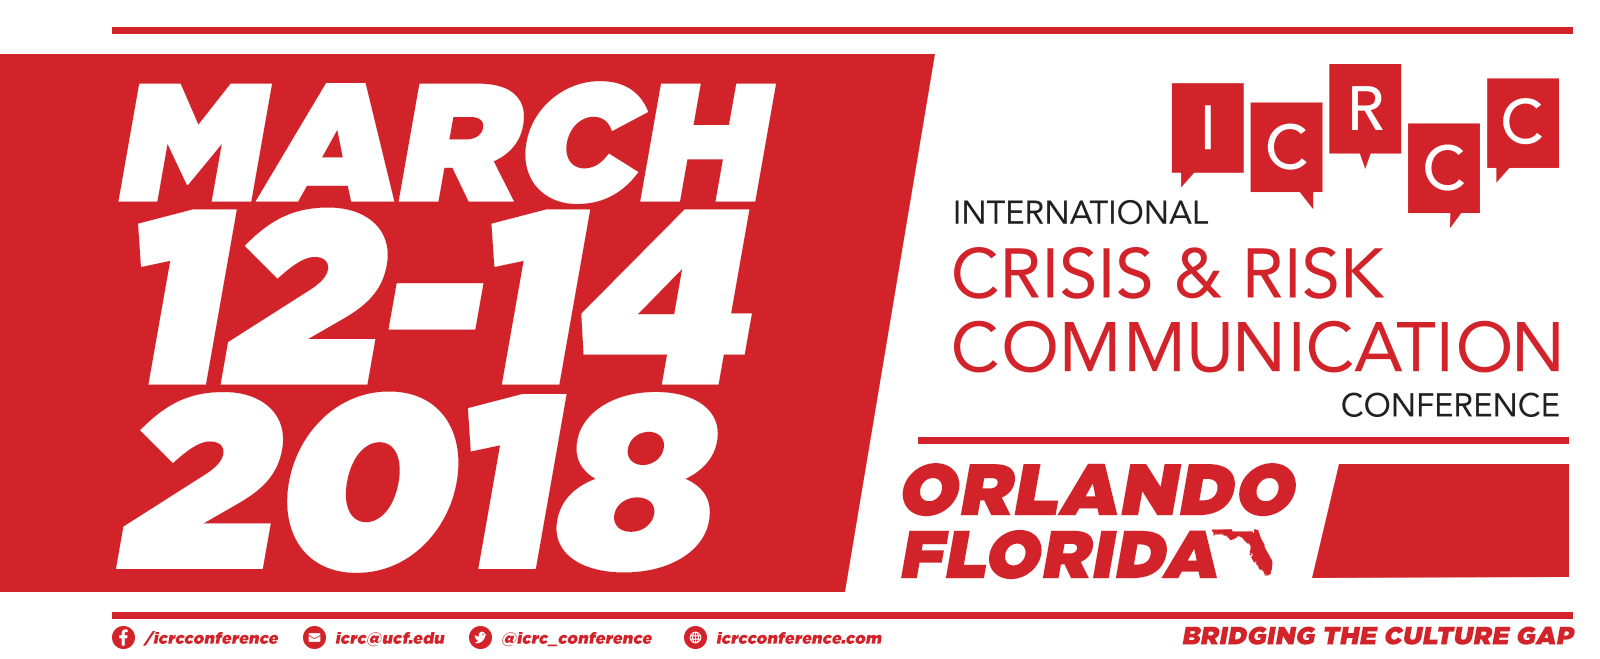 MARCH
12-14
2018
ICRCC
INTERNATIONAL
CRISIS & RISK
COMMUNICATION
CONFERENCE
ORLANDO
FLORIDA
/icrcconference icrc@ucf.edu @icrc_conference icrcconference.com
BRIDGING THE CULTURE GAP